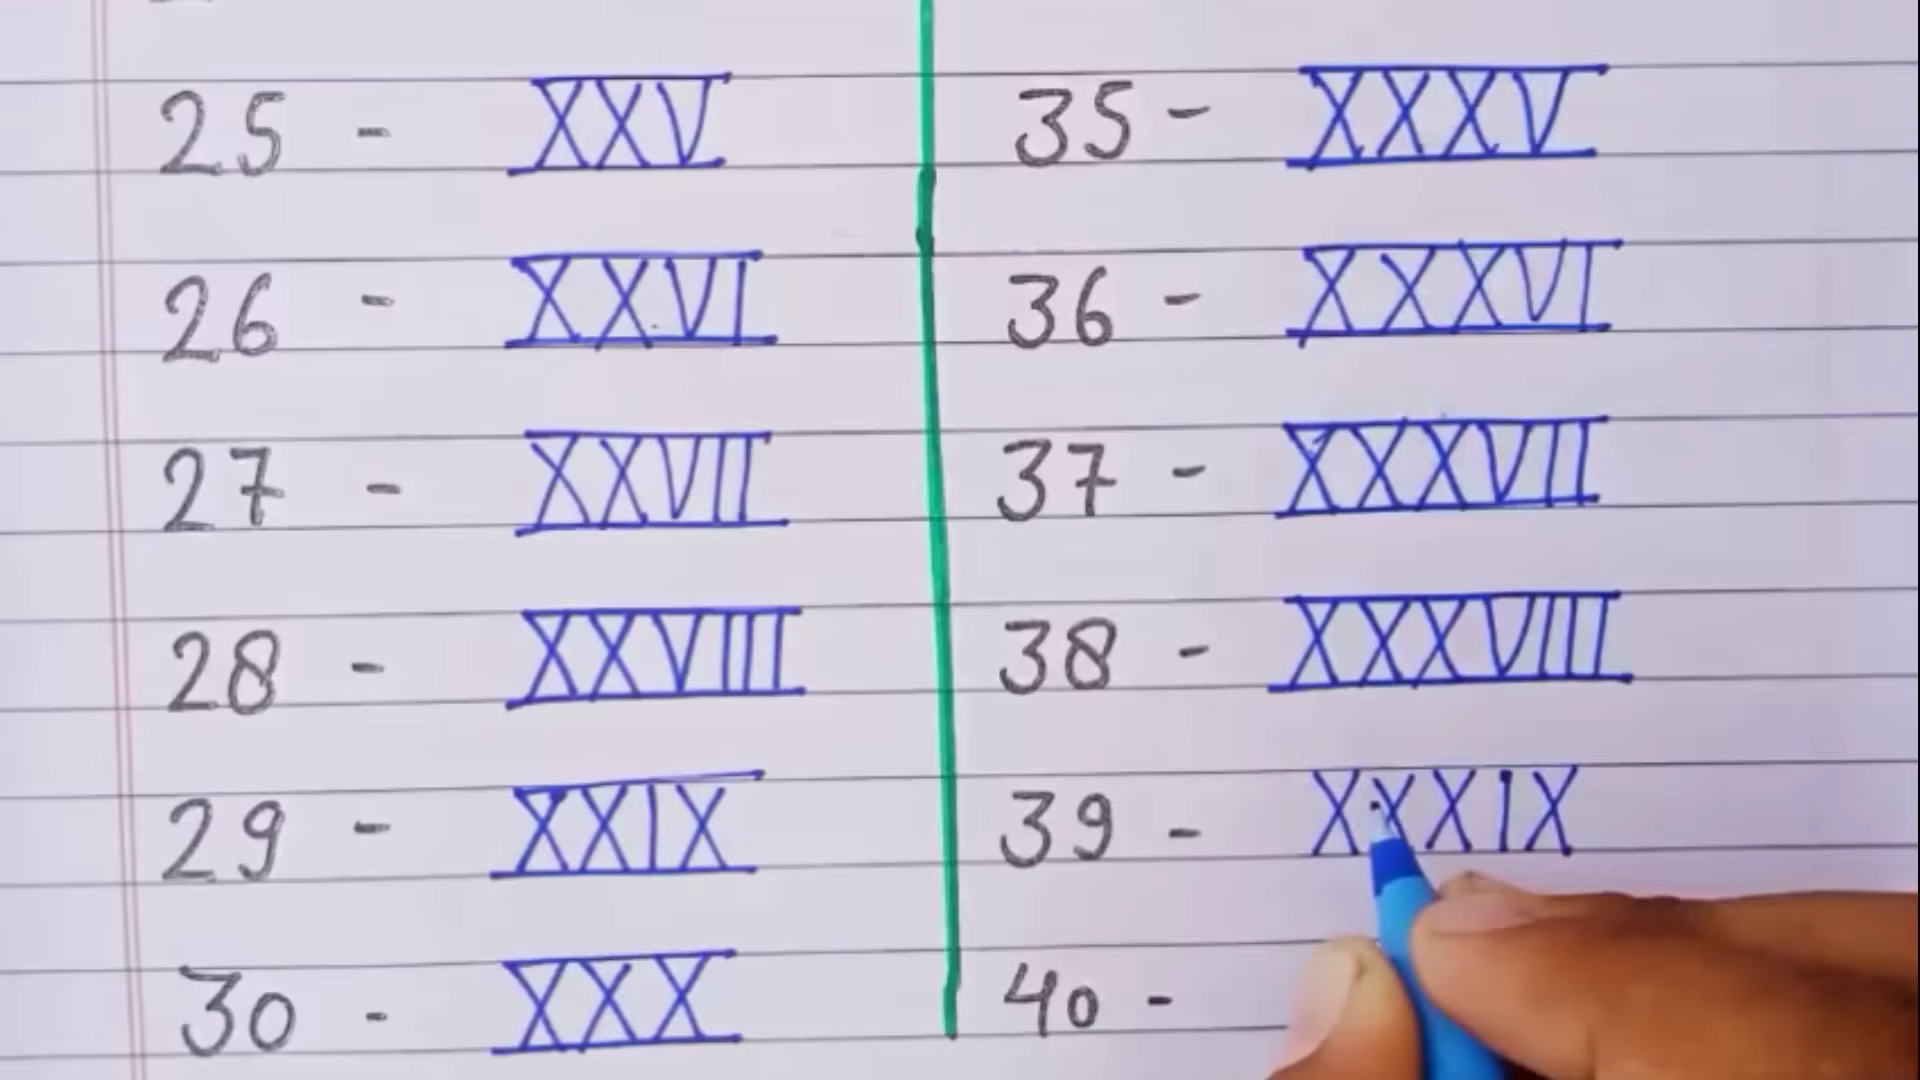 25 - XXV
26 - XXVI
27 - XXVII
28 - XXVIII
29 - XXIX
30 - XXX
35 - XXXV
36 - XXXVI
37 - XXXVII
38 - XXXVIII
39 - XXXIX
40 -